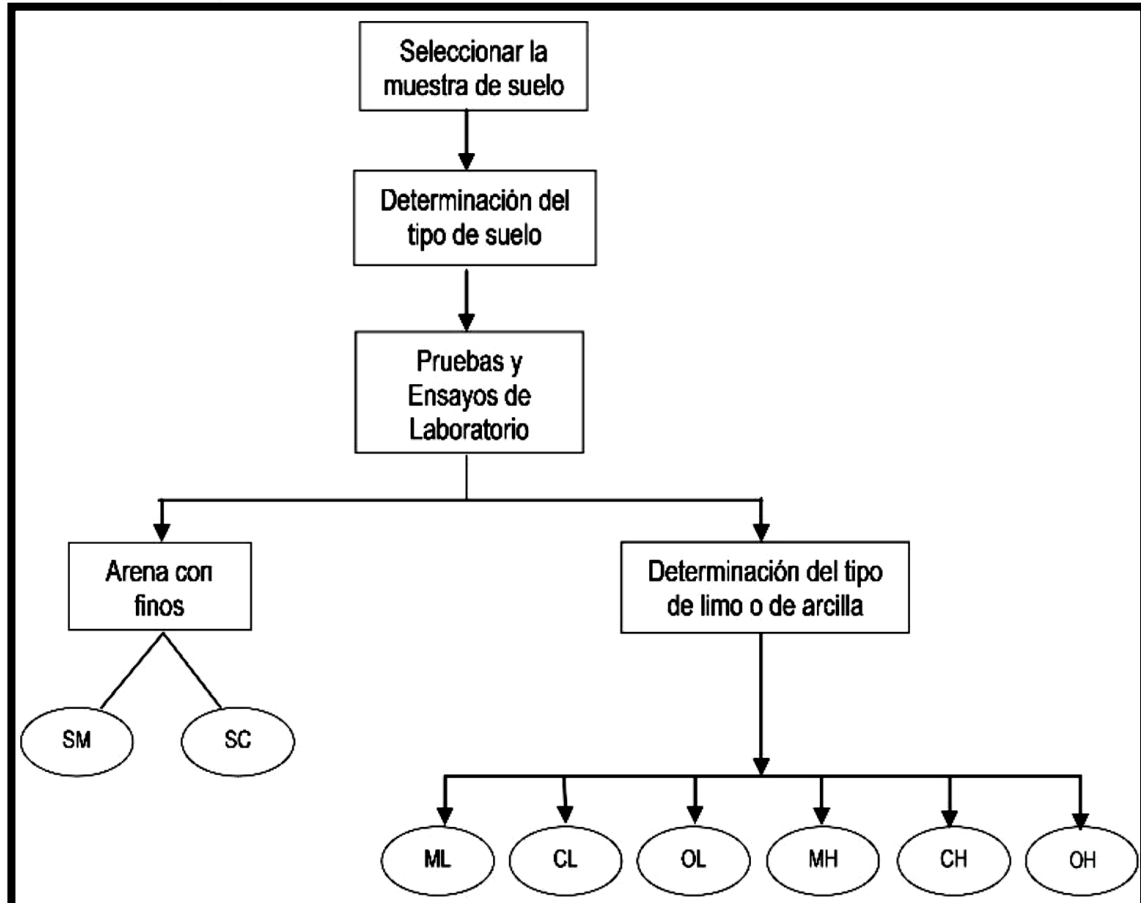 Seleccionar la
muestra de suelo
Determinación del
tipo de suelo
Pruebas y
Ensayos de
Laboratorio
Arena con
finos
Determinación del tipo
de limo o de arcilla
SM
SC
ML
CL
OL
MH
CH
OH